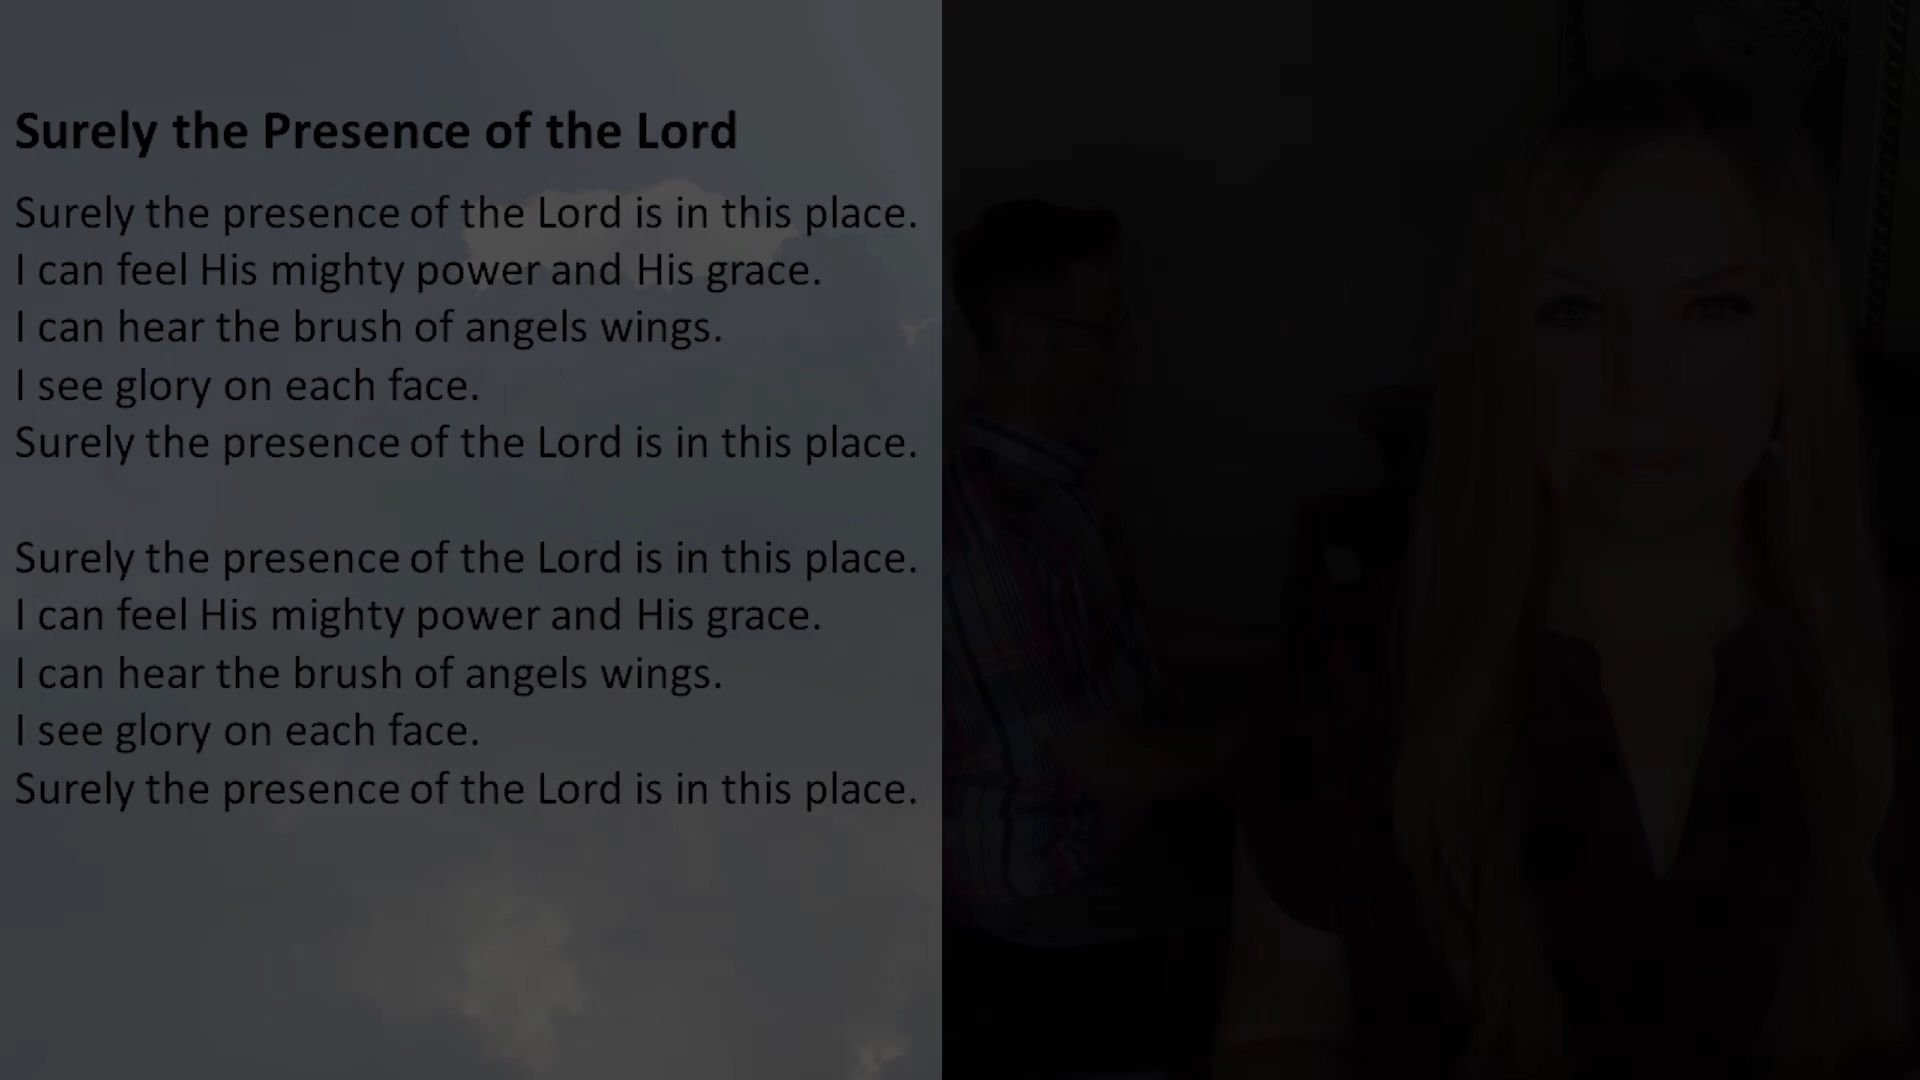 Surely the Presence of the Lord
Surely the presence of the Lord is in this place.
I can feel His mighty power and His grace.
I can hear the brush of angels wings.
I see glory on each face.
Surely the presence of the Lord is in this place.
Surely the presence of the Lord is in this place.
I can feel His mighty power and His grace.
I can hear the brush of angels wings.
I see glory on each face.
Surely the presence of the Lord is in this place.